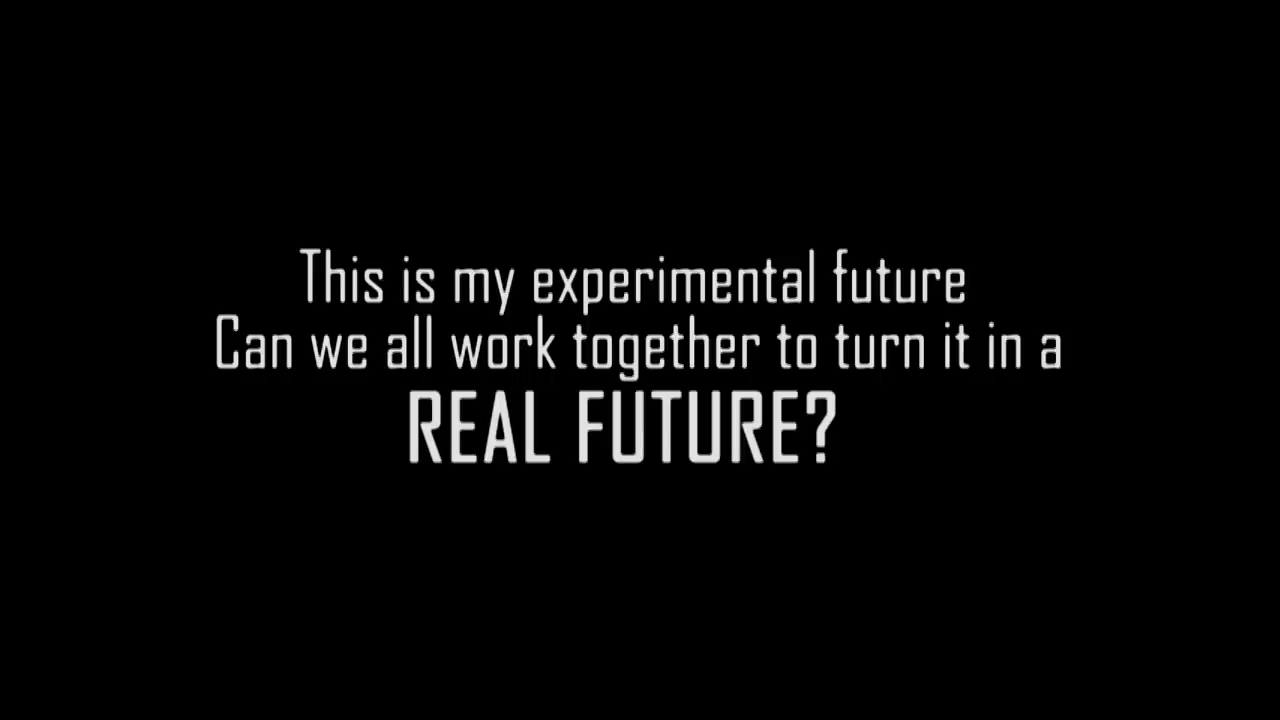 This is my experimental future
Can we all work together to turn it in a
REAL FUTURE?